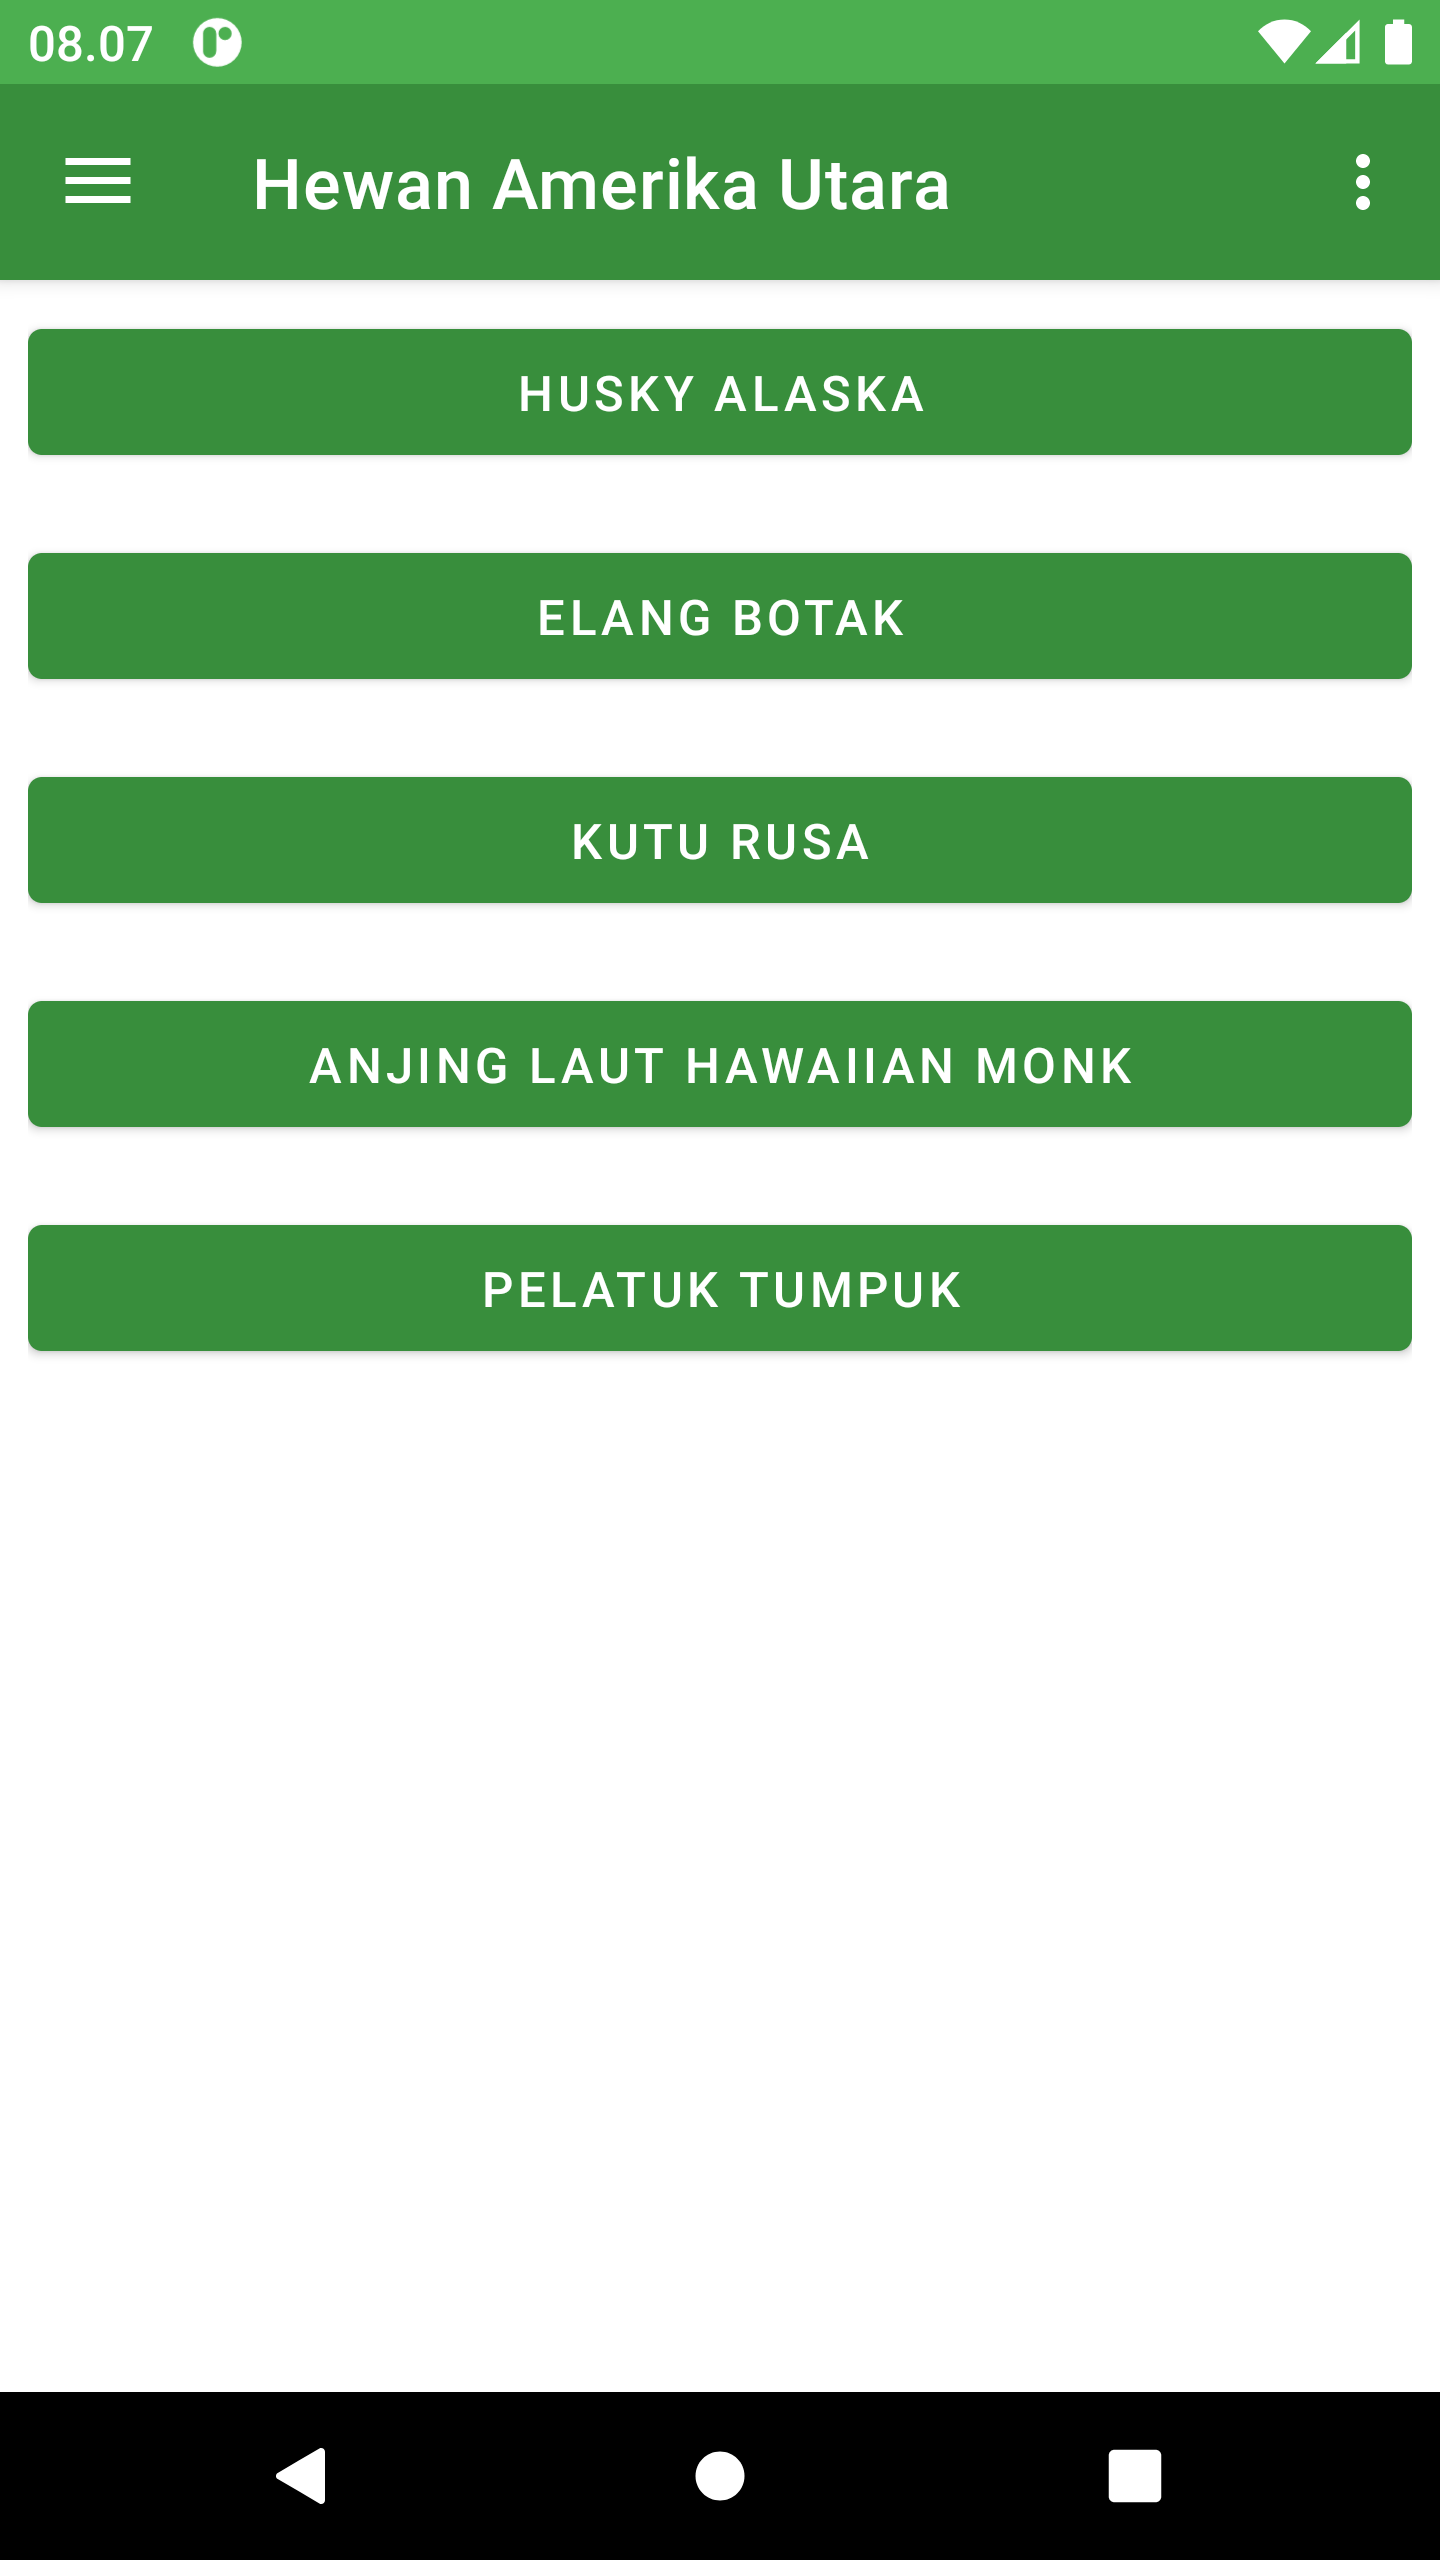 08.07
Hewan Amerika Utara
HUSKY ALASKA
ELANG BOTAK
KUTU RUSA
ANJING LAUT HAWAIIAN MONK
PELATUK TUMPUK